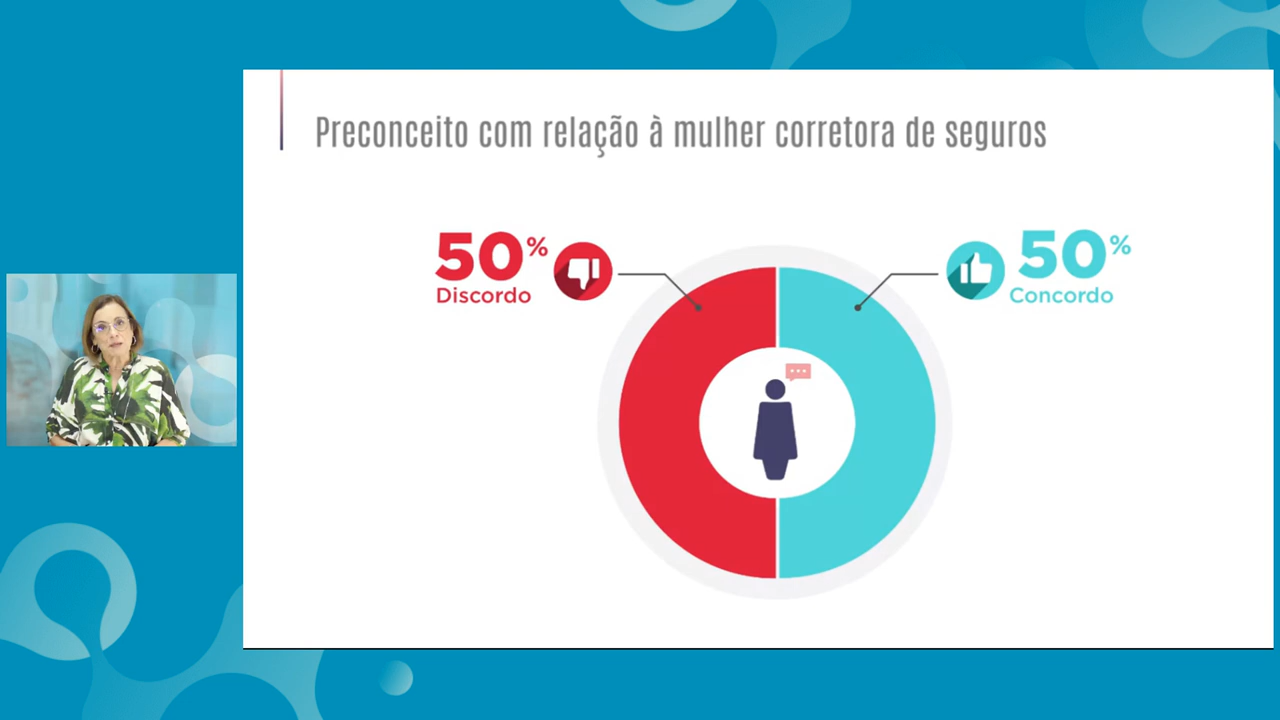 Preconceito com relação à mulher corretora de seguros
50%
Discordo
50%
Concordo